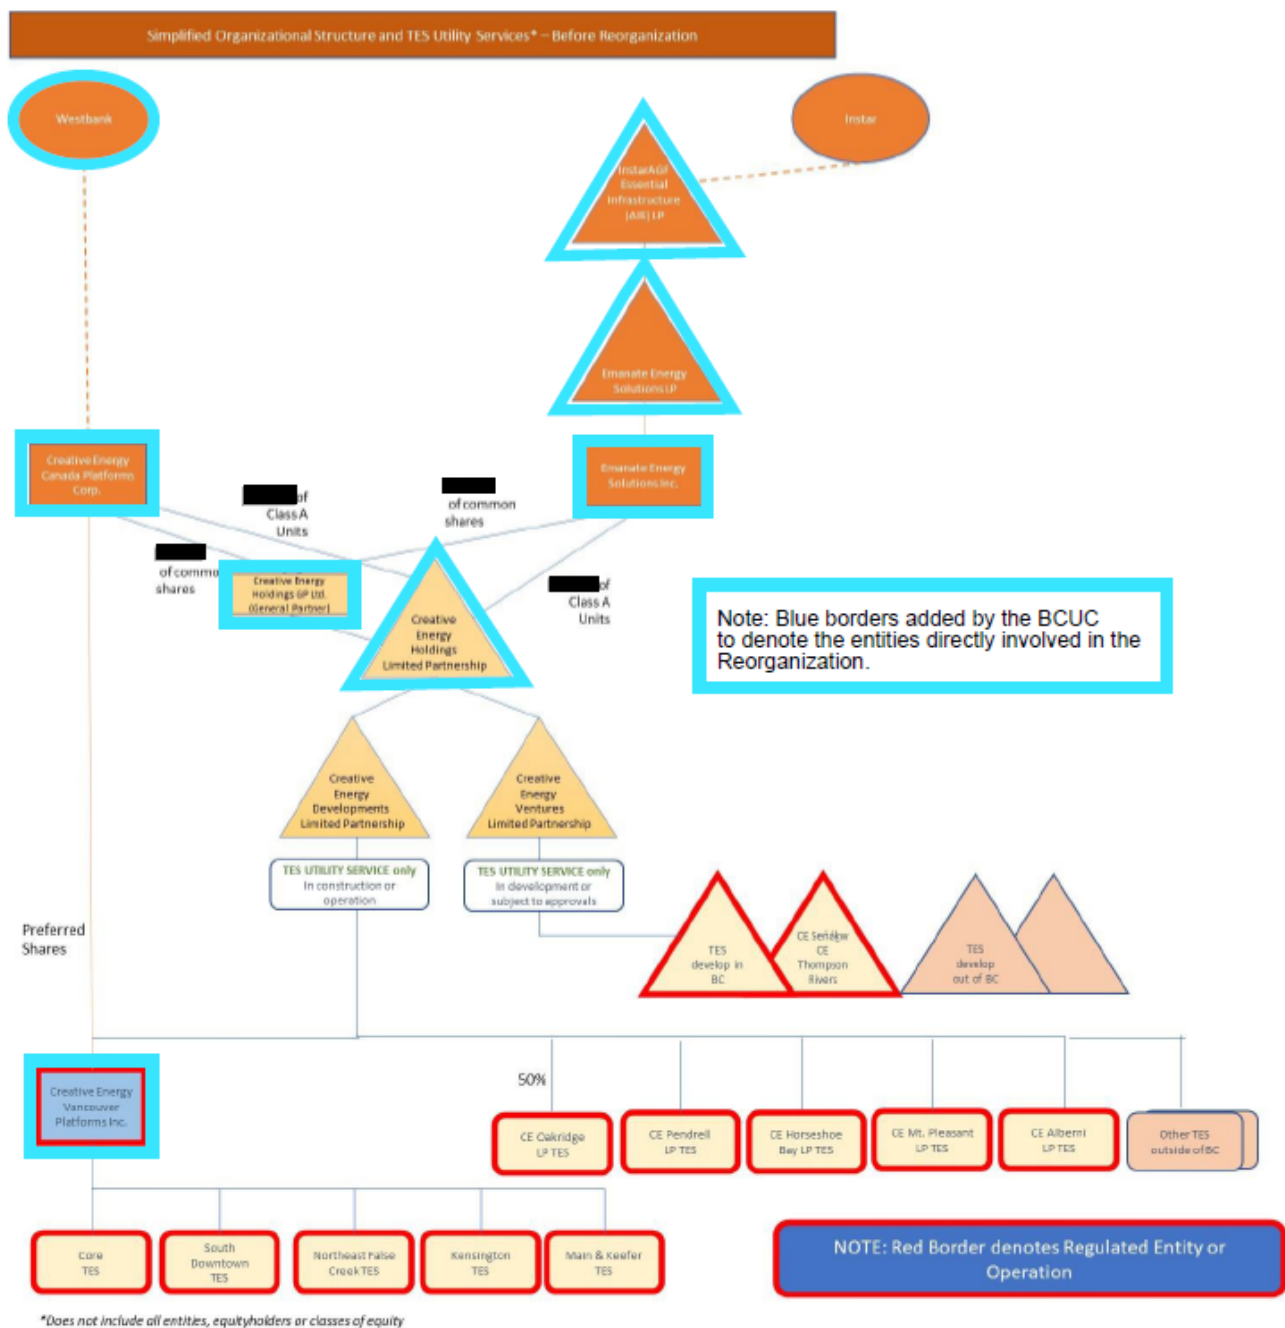 Simplified Organizational Structure and TES Utility Services* – Before Reorganization
Westbank
Instar
InstarAGF
Essential
Infrastructure
(AIE) LP
Emanate Energy
Solutions LP
Creative Energy
Canada Platforms
Corp.
Emanate Energy
Solutions Inc.
of
Class A
Units
of common
shares
of common
shares
Creative Energy
Holdings GP Ltd.
(General Partner)
of
Class A
Units
Creative
Energy
Holdings
Limited Partnership
Note: Blue borders added by the BCUC
to denote the entities directly involved in the
Reorganization.
Creative
Energy
Developments
Limited Partnership
Creative
Energy
Ventures
Limited Partnership
TES UTILITY SERVICE only
In construction or
operation
TES UTILITY SERVICE only
In development or
subject to approvals
Preferred
Shares
TES
develop in
BC
CE Señákw
CE
Thompson
Rivers
TES
develop
out of BC
Creative Energy
Vancouver
Platforms Inc.
50%
CE Oakridge
LP TES
CE Pendrell
LP TES
CE Horseshoe
Bay LP TES
CE Mt. Pleasant
LP TES
CE Alberni
LP TES
Other TES
outside of BC
Core
TES
South
Downtown
TES
Northeast False
Creek TES
Kensington
TES
Main & Keefer
TES
NOTE: Red Border denotes Regulated Entity or
Operation
*Does not include all entities, equityholders or classes of equity